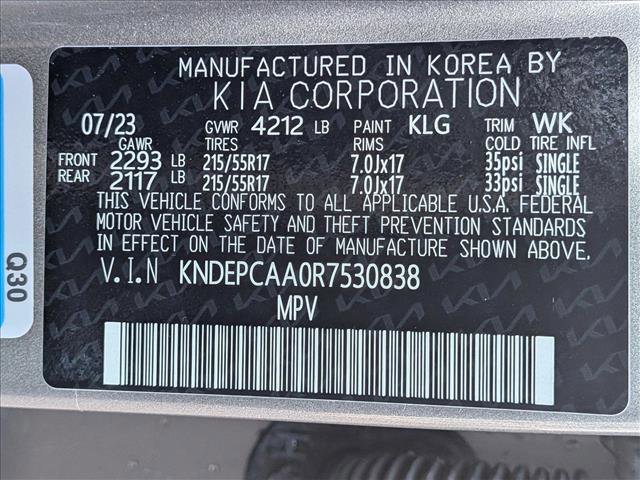 MANUFACTURED IN KOREA BY
KIA CORPORATION
07/23 GVWR 4212 LB PAINT KLG TRIM WK
GAWR TIRES RIMS COLD TIRE INFL
FRONT 2293 LB 215/55R17 7.0Jx17 35psi SINGLE
REAR 2117 LB 215/55R17 7.0Jx17 33psi SINGLE
THIS VEHICLE CONFORMS TO ALL APPLICABLE U.S.A. FEDERAL
MOTOR VEHICLE SAFETY AND THEFT PREVENTION STANDARDS
IN EFFECT ON THE DATE OF MANUFACTURE SHOWN ABOVE.
V.I.N KNDEPCAA0R7530838
MPV
Q30